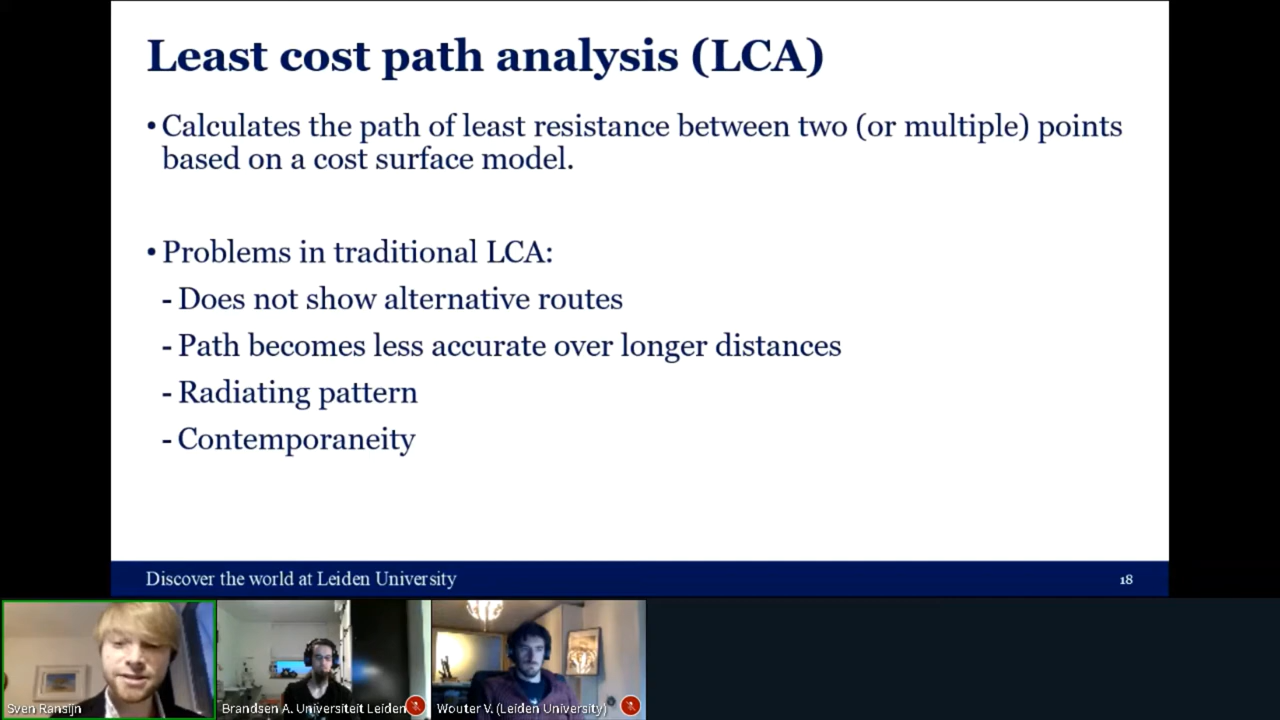 Least cost path analysis (LCA)
• Calculates the path of least resistance between two (or multiple) points
based on a cost surface model.
• Problems in traditional LCA:
- Does not show alternative routes
- Path becomes less accurate over longer distances
- Radiating pattern
- Contemporaneity
Discover the world at Leiden University
18
Sven Ransijn
Brandsen A. Universiteit Leiden
Wouter V. (Leiden University)